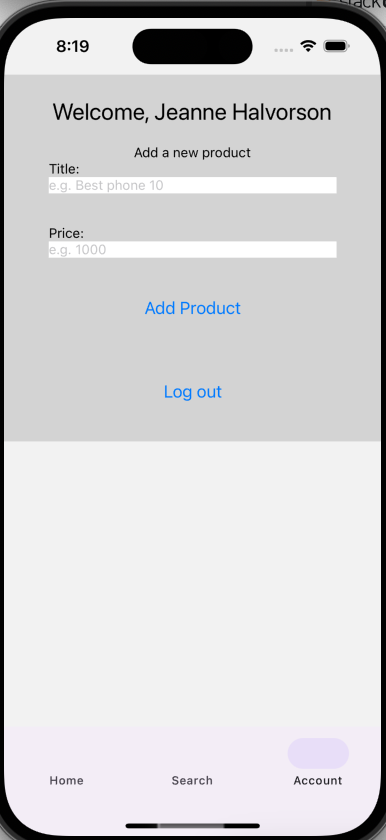 8:19
Welcome, Jeanne Halvorson
Add a new product
Title:
e.g. Best phone 10
Price:
e.g. 1000
Add Product
Log out
Home
Search
Account